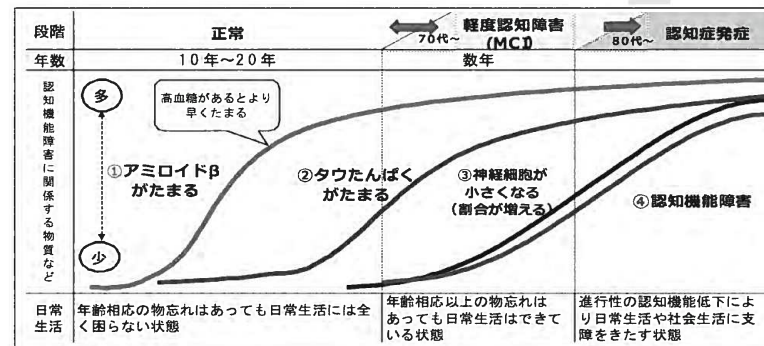 段階
正常
70代~
軽度認知障害
(MCI)
80代~
認知症発症
年数
10年~20年
数年
認知機能障害に関係する物質など
多
少
高血糖があるとより
早くたまる
①アミロイドβ
がたまる
②タウたんぱく
がたまる
③神経細胞が
小さくなる
(割合が増える)
④認知機能障害
日常
生活
年齢相応の物忘れはあっても日常生活には全
く困らない状態
年齢相応以上の物忘れは
あっても日常生活はできて
いる状態
進行性の認知機能低下によ
り日常生活や社会生活に支
障をきたす状態